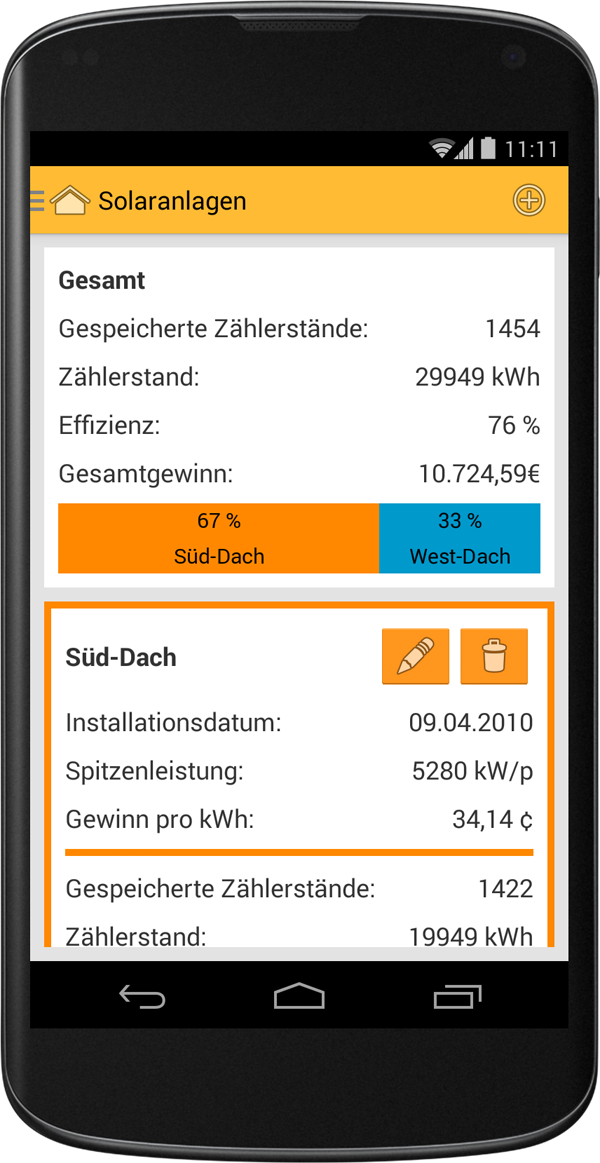 11:11
Solaranlagen
Gesamt
Gespeicherte Zählerstände: 1454
Zählerstand: 29949 kWh
Effizienz: 76 %
Gesamtgewinn: 10.724,59€
67 % 33 %
Süd-Dach West-Dach
Süd-Dach
Installationsdatum: 09.04.2010
Spitzenleistung: 5280 kW/p
Gewinn pro kWh: 34,14 ¢
Gespeicherte Zählerstände: 1422
Zählerstand: 19949 kWh